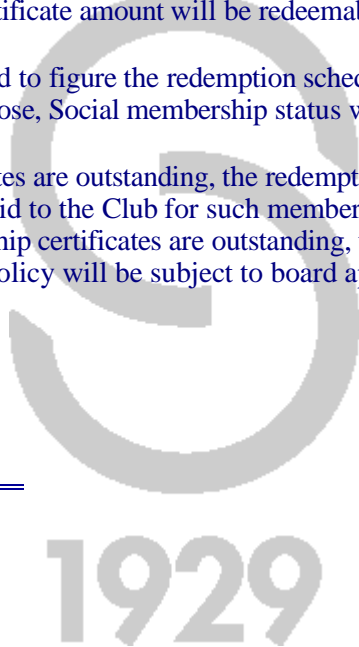 tificate amount will be redeemab
d to figure the redemption sched
ose, Social membership status w
tes are outstanding, the redempt
id to the Club for such member
hip certificates are outstanding,
olicy will be subject to board a
S
1929